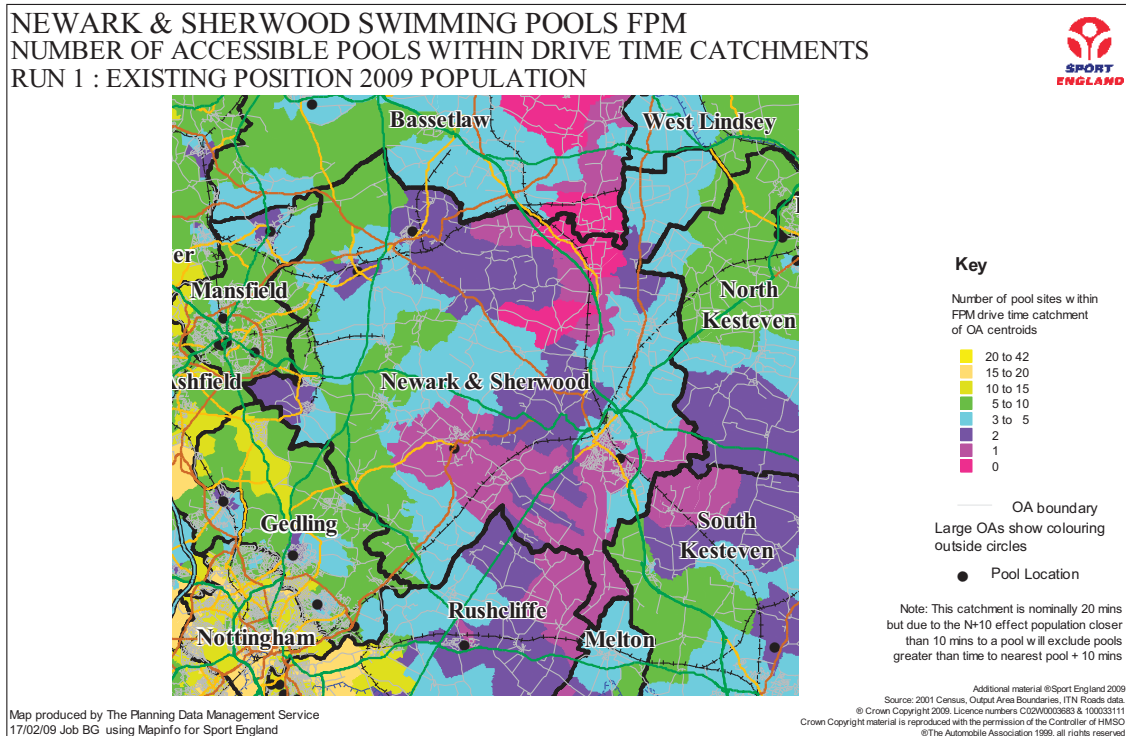 NEWARK & SHERWOOD SWIMMING POOLS FPM
NUMBER OF ACCESSIBLE POOLS WITHIN DRIVE TIME CATCHMENTS
RUN 1 : EXISTING POSITION 2009 POPULATION
SPORT
ENGLAND
Bassetlaw
West Lindsey
er
Mansfield
North
Kesteven
Ashfield
Newark & Sherwood
Gedling
South
Kesteven
Rushcliffe
Nottingham
Melton
Key
Number of pool sites within
FPM drive time catchment
of OA centroids
20 to 42
15 to 20
10 to 15
5 to 10
3 to 5
2
1
0
OA boundary
Large OAs show colouring
outside circles
Pool Location
Note: This catchment is nominally 20 mins
but due to the N+10 effect population closer
than 10 mins to a pool will exclude pools
greater than time to nearest pool + 10 mins
Additional material ®Sport England 2009
Source: 2001 Census, Output Area Boundaries, ITN Roads data.
® Crown Copyright 2009. Licence numbers C02W0003683 & 100033111
Crown Copyright material is reproduced with the permission of the Controller of HMSO
®The Automobile Association 1999, all rights reserved
Map produced by The Planning Data Management Service
17/02/09 Job BG using Mapinfo for Sport England